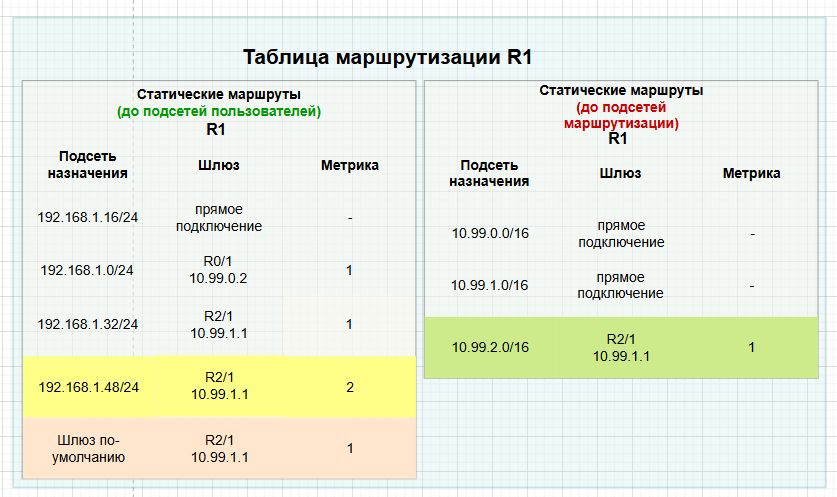 Таблица маршрутизации R1
Статические маршруты
(до подсетей пользователей)
R1
Подсеть
назначения
Шлюз
Метрика
192.168.1.16/24
прямое
подключение
-
192.168.1.0/24
R0/1
10.99.0.2
1
192.168.1.32/24
R2/1
10.99.1.1
1
192.168.1.48/24
R2/1
10.99.1.1
2
Шлюз по-
умолчанию
R2/1
10.99.1.1
1
Статические маршруты
(до подсетей
маршрутизации)
R1
Подсеть
назначения
Шлюз
Метрика
10.99.0.0/16
прямое
подключение
-
10.99.1.0/16
прямое
подключение
-
10.99.2.0/16
R2/1
10.99.1.1
1